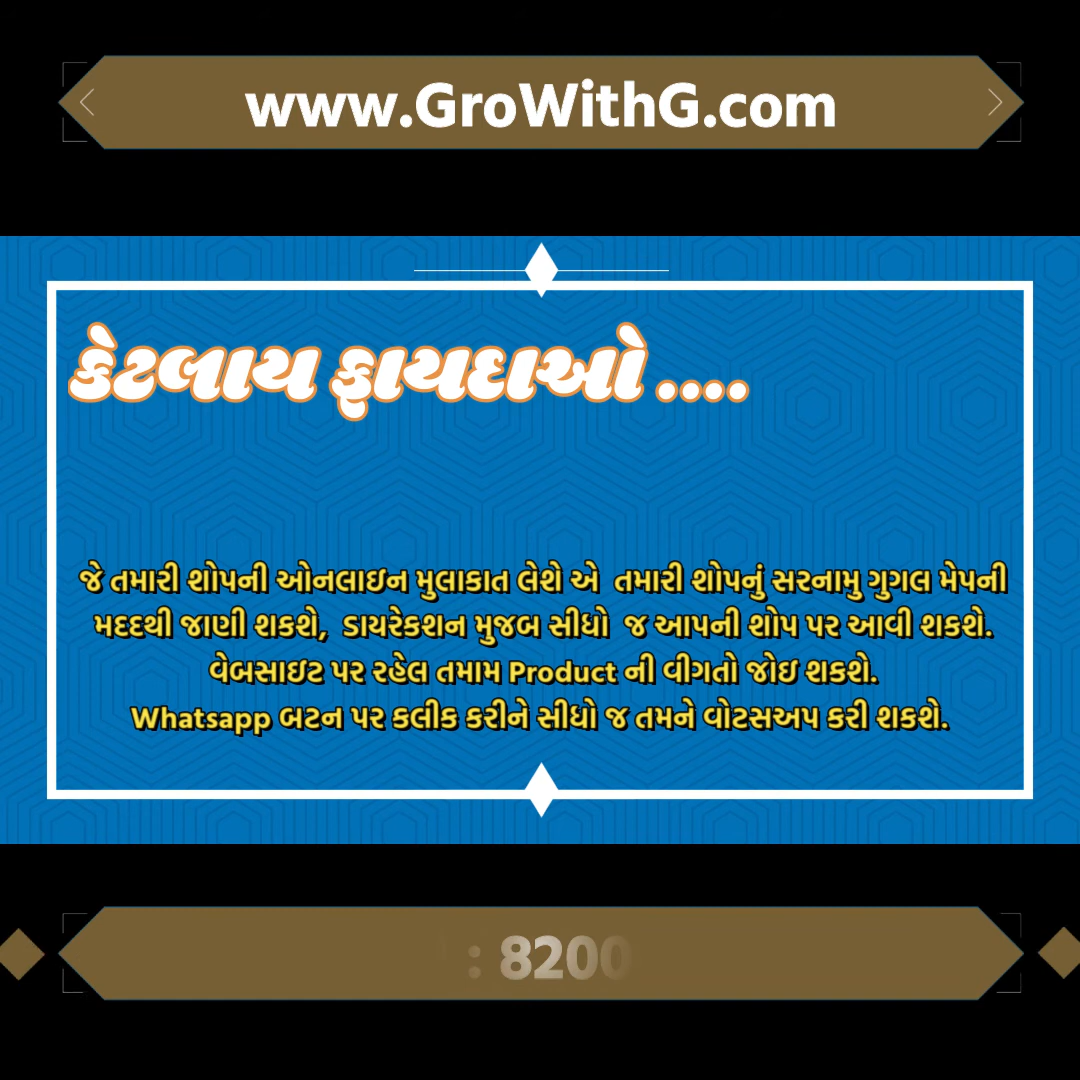 www.GroWithG.com
કેટલાય ફાયદાઓ ....
જે તમારી શોપની ઓનલાઇન મુલાકાત લેશે એ તમારી શોપનું સરનામુ ગુગલ મેપની
મદદથી જાણી શકશે, ડાયરેકશન મુજબ સીધો જ આપની શોપ પર આવી શકશે.
વેબસાઇટ પર રહેલ તમામ Product ની વીગતો જોઇ શકશે.
Whatsapp બટન પર કલીક કરીને સીધો જ તમને વોટસઅપ કરી શકશે.
: 8200